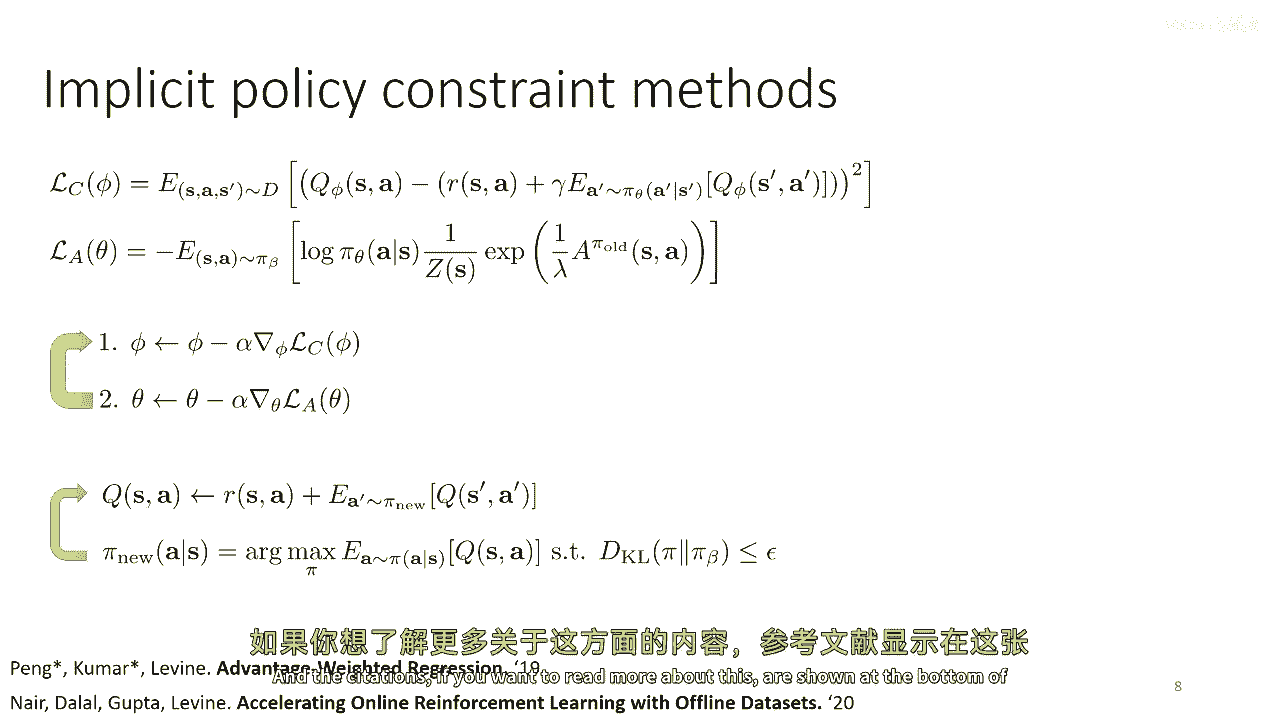 Implicit policy constraint methods
$\mathcal{L}_C(\phi) = E_{(\mathbf{s},\mathbf{a},\mathbf{s}')\sim D}\left[\left(Q_\phi(\mathbf{s},\mathbf{a}) - (r(\mathbf{s},\mathbf{a}) + \gamma E_{\mathbf{a}'\sim\pi_\theta(\mathbf{a}'|\mathbf{s}')}[Q_\phi(\mathbf{s}',\mathbf{a}')])\right)^2\right]$
$\mathcal{L}_A(\theta) = -E_{(\mathbf{s},\mathbf{a})\sim\pi_\beta}\left[\log \pi_\theta(\mathbf{a}|\mathbf{s})\frac{1}{Z(\mathbf{s})}\exp\left(\frac{1}{\lambda}A^{\pi_{\text{old}}}(\mathbf{s},\mathbf{a})\right)\right]$
1. $\phi \leftarrow \phi - \alpha\nabla_\phi\mathcal{L}_C(\phi)$
2. $\theta \leftarrow \theta - \alpha\nabla_\theta\mathcal{L}_A(\theta)$
$Q(\mathbf{s},\mathbf{a}) \leftarrow r(\mathbf{s},\mathbf{a}) + E_{\mathbf{a}'\sim\pi_{\text{new}}}[Q(\mathbf{s}',\mathbf{a}')]$
$\pi_{\text{new}}(\mathbf{a}|\mathbf{s}) = \arg\max_\pi E_{\mathbf{a}\sim\pi(\mathbf{a}|\mathbf{s})}[Q(\mathbf{s},\mathbf{a})] \text{ s.t. } D_{\text{KL}}(\pi\|\pi_\beta) \leq \epsilon$
如果你想了解更多关于这方面的内容，参考文献显示在这张
And the citations, if you want to read more about this, are shown at the bottom of
Peng*, Kumar*, Levine. Advantage-Weighted Regression. '19
Nair, Dalal, Gupta, Levine. Accelerating Online Reinforcement Learning with Offline Datasets. '20
8